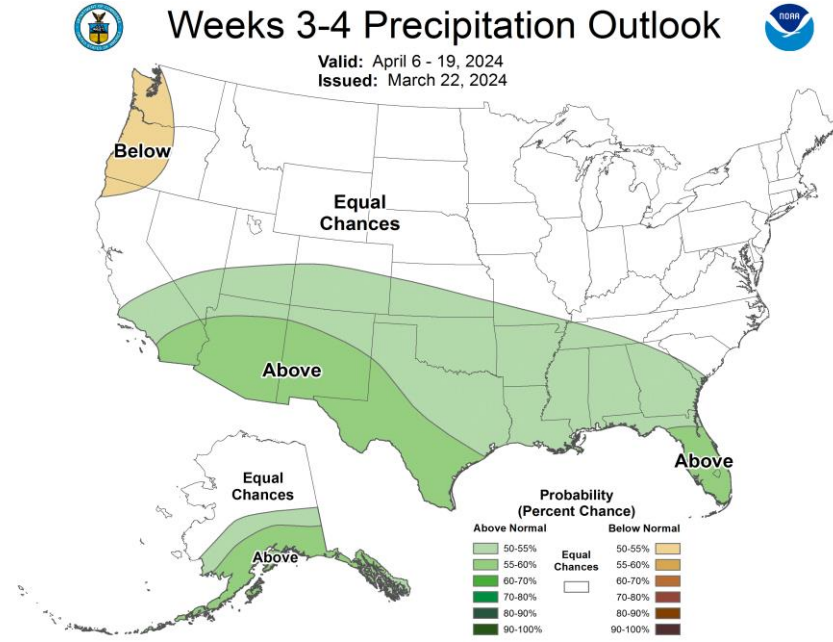 Weeks 3-4 Precipitation Outlook
NOAA
Valid: April 6 - 19, 2024
Issued: March 22, 2024
Below
Equal
Chances
Above
Above
Equal
Chances
Above
Probability
(Percent Chance)
Above Normal
50-55%
55-60%
60-70%
70-80%
80-90%
90-100%
Equal
Chances
Below Normal
50-55%
55-60%
60-70%
70-80%
80-90%
90-100%